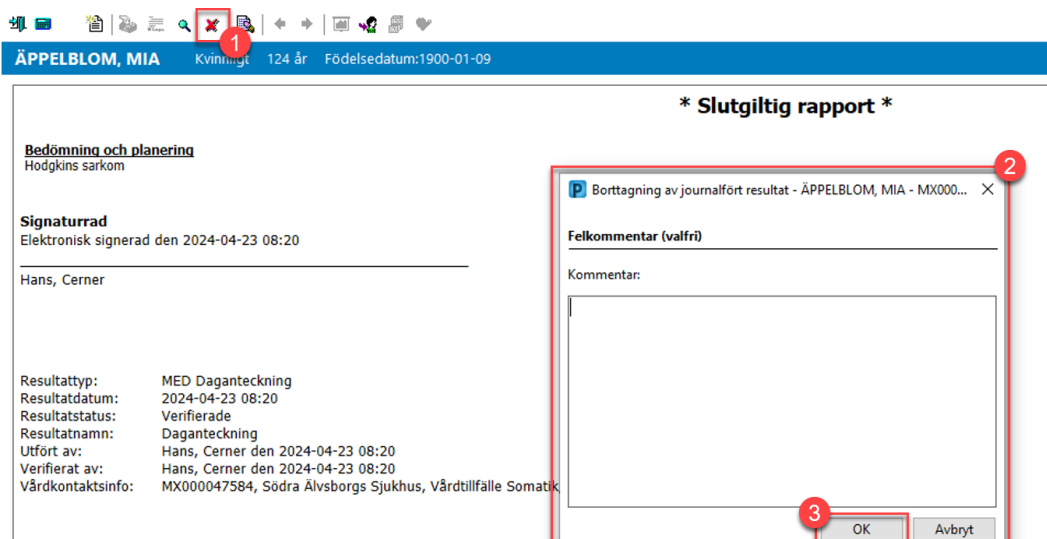 1
ÄPPELBLOM, MIA Kvinnligt 124 år Födelsedatum:1900-01-09
* Slutgiltig rapport *
Bedömning och planering
Hodgkins sarkom
Signaturrad
Elektronisk signerad den 2024-04-23 08:20
Hans, Cerner
Resultattyp: MED Daganteckning
Resultatdatum: 2024-04-23 08:20
Resultatstatus: Verifierade
Resultatnamn: Daganteckning
Utfört av: Hans, Cerner den 2024-04-23 08:20
Verifierat av: Hans, Cerner den 2024-04-23 08:20
Vårdkontaktsinfo: MX000047584, Södra Älvsborgs Sjukhus, Vårdtillfälle Somatik,
2
P Borttagning av journalfört resultat - ÄPPELBLOM, MIA - MX000... ×
Felkommentar (valfri)
Kommentar:
3
OK Avbryt